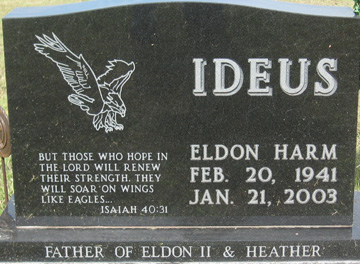 IDEUS
BUT THOSE WHO HOPE IN
THE LORD WILL RENEW
THEIR STRENGTH. THEY
WILL SOAR ON WINGS
LIKE EAGLES...
ISAIAH 40:31
ELDON HARM
FEB. 20, 1941
JAN. 21, 2003
FATHER OF ELDON II & HEATHER